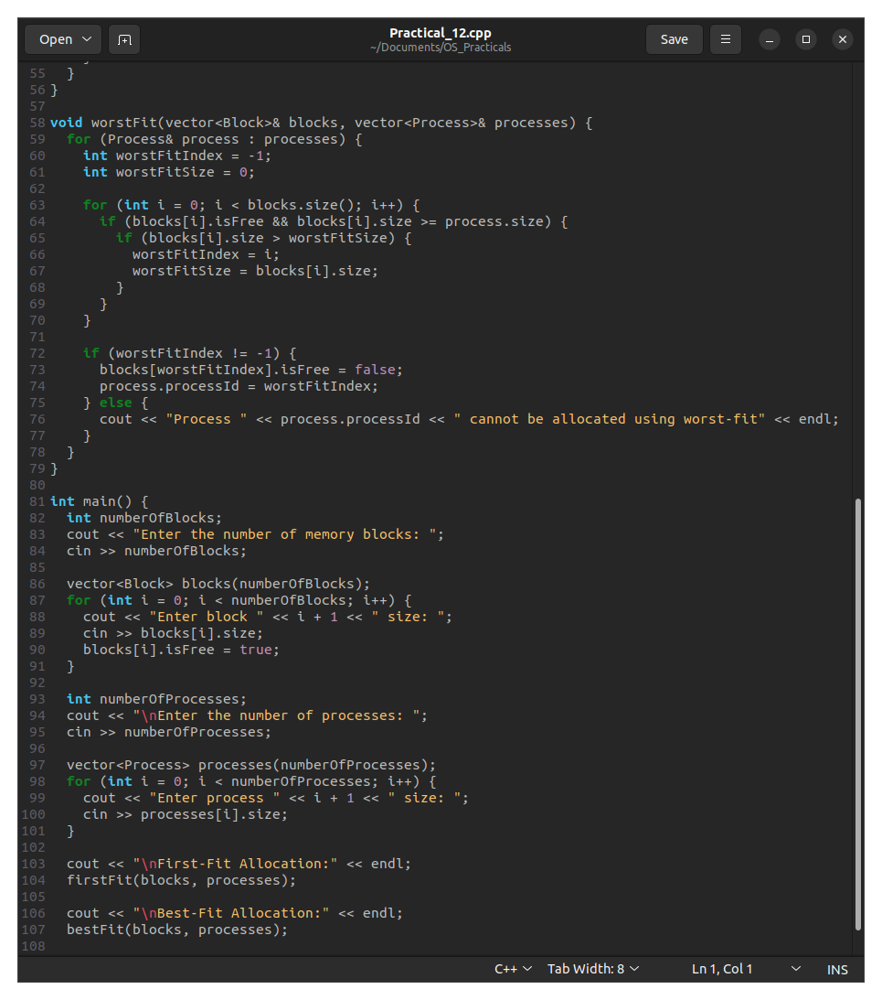 Open
Practical_12.cpp
~/Documents/OS_Practicals
Save
55   }
56 }
57
58 void worstFit(vector<Block>& blocks, vector<Process>& processes) {
59   for (Process& process : processes) {
60     int worstFitIndex = -1;
61     int worstFitSize = 0;
62
63     for (int i = 0; i < blocks.size(); i++) {
64       if (blocks[i].isFree && blocks[i].size >= process.size) {
65         if (blocks[i].size > worstFitSize) {
66           worstFitIndex = i;
67           worstFitSize = blocks[i].size;
68         }
69       }
70     }
71
72     if (worstFitIndex != -1) {
73       blocks[worstFitIndex].isFree = false;
74       process.processId = worstFitIndex;
75     } else {
76       cout << "Process " << process.processId << " cannot be allocated using worst-fit" << endl;
77     }
78   }
79 }
80
81 int main() {
82   int numberOfBlocks;
83   cout << "Enter the number of memory blocks: ";
84   cin >> numberOfBlocks;
85
86   vector<Block> blocks(numberOfBlocks);
87   for (int i = 0; i < numberOfBlocks; i++) {
88     cout << "Enter block " << i + 1 << " size: ";
89     cin >> blocks[i].size;
90     blocks[i].isFree = true;
91   }
92
93   int numberOfProcesses;
94   cout << "\nEnter the number of processes: ";
95   cin >> numberOfProcesses;
96
97   vector<Process> processes(numberOfProcesses);
98   for (int i = 0; i < numberOfProcesses; i++) {
99     cout << "Enter process " << i + 1 << " size: ";
100     cin >> processes[i].size;
101   }
102
103   cout << "\nFirst-Fit Allocation:" << endl;
104   firstFit(blocks, processes);
105
106   cout << "\nBest-Fit Allocation:" << endl;
107   bestFit(blocks, processes);
108
C++ Tab Width: 8 Ln 1, Col 1 INS